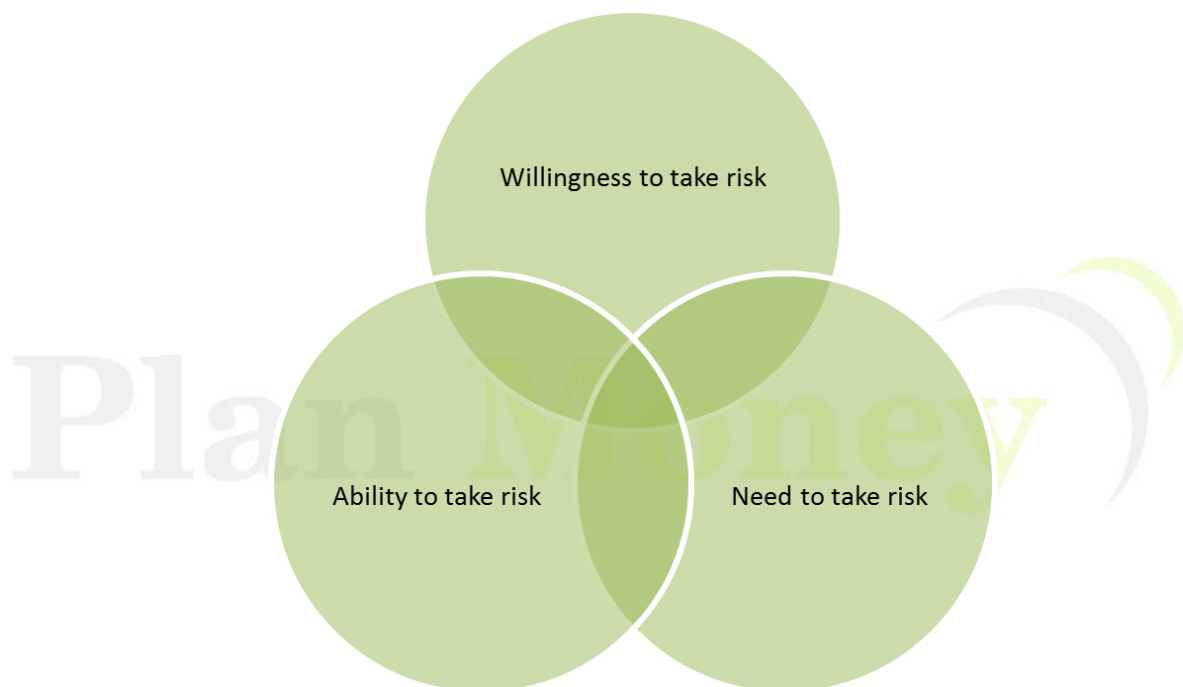 Willingness to take risk
Plan Money
Ability to take risk
Need to take risk